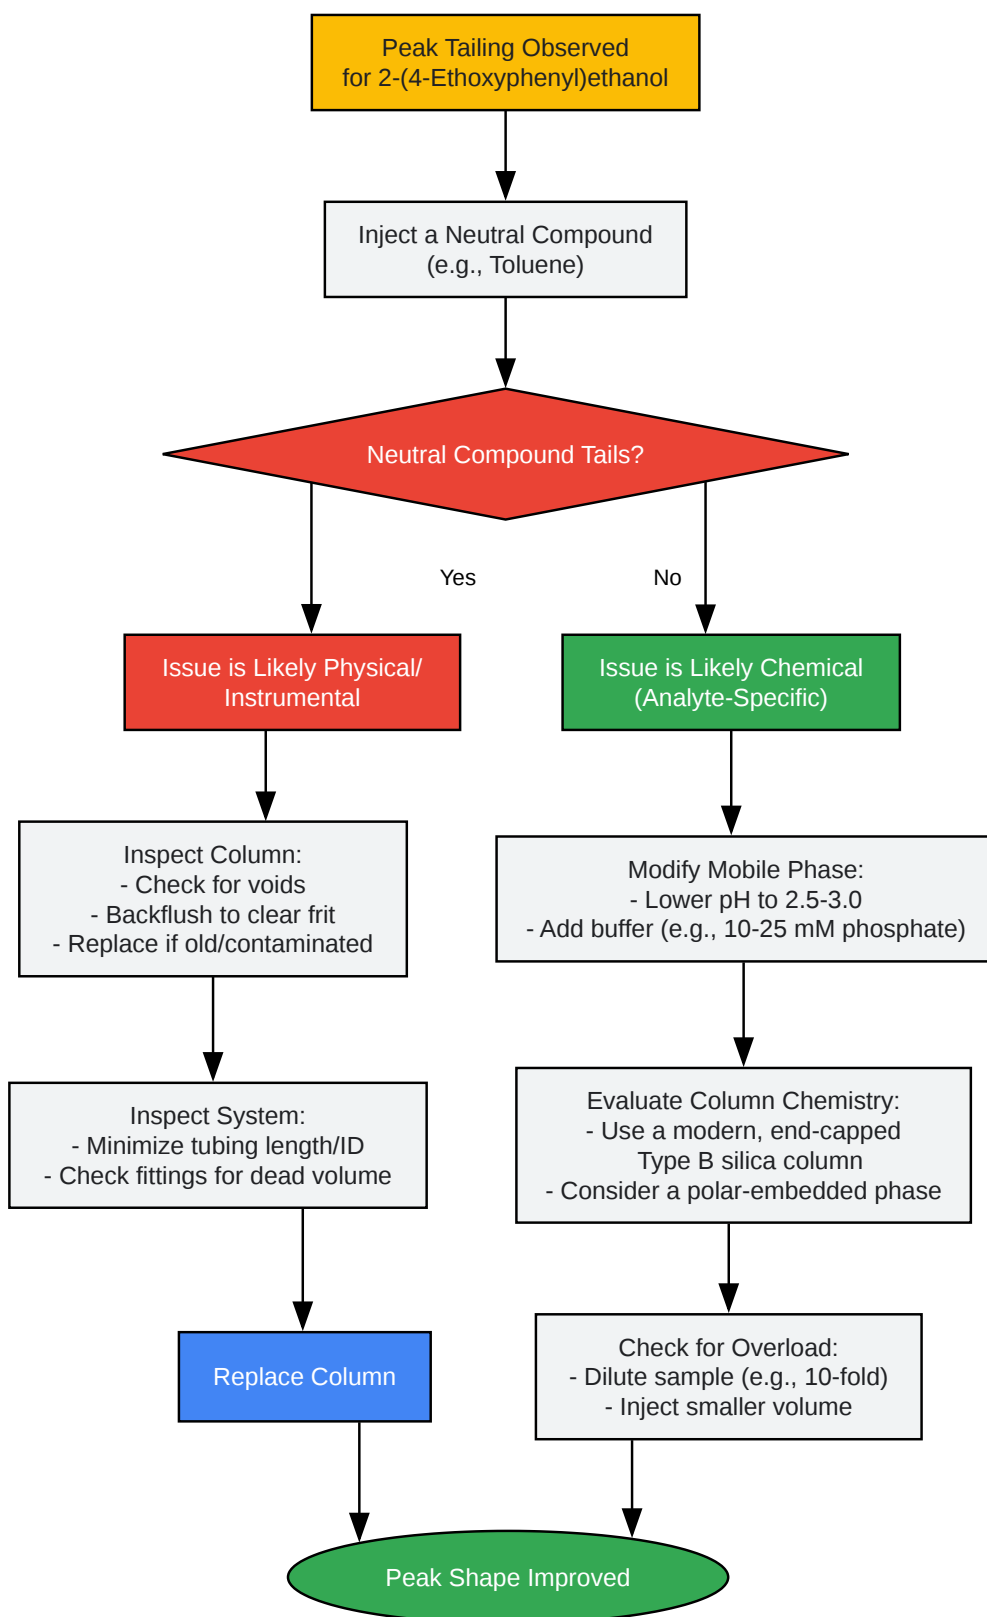 Peak Tailing Observed
for 2-(4-Ethoxyphenyl)ethanol
Inject a Neutral Compound
(e.g., Toluene)
Neutral Compound Tails?
Yes
No
Issue is Likely Physical/
Instrumental
Issue is Likely Chemical
(Analyte-Specific)
Inspect Column:
- Check for voids
- Backflush to clear frit
- Replace if old/contaminated
Modify Mobile Phase:
- Lower pH to 2.5-3.0
- Add buffer (e.g., 10-25 mM phosphate)
Inspect System:
- Minimize tubing length/ID
- Check fittings for dead volume
Evaluate Column Chemistry:
- Use a modern, end-capped
Type B silica column
- Consider a polar-embedded phase
Replace Column
Check for Overload:
- Dilute sample (e.g., 10-fold)
- Inject smaller volume
Peak Shape Improved